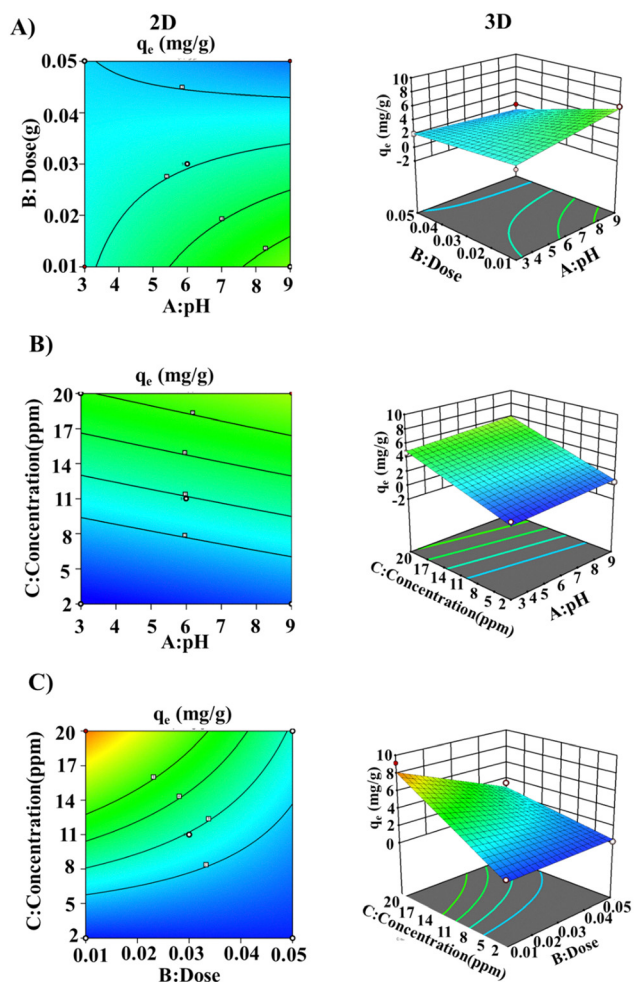 2D
3D
A)
qe (mg/g)
B: Dose(g)
0.05
0.04
0.03
0.02
0.01
3 4 5 6 7 8 9
A:pH
qe (mg/g)
10
8
6
4
2
0
-2
0.05
0.04
0.03
0.02
0.01
B:Dose
3 4 5 6 7 8 9
A:pH
B)
qe (mg/g)
C:Concentration(ppm)
20
17
14
11
8
5
2
3 4 5 6 7 8 9
A:pH
qe (mg/g)
10
8
6
4
2
0
-2
20
17
14
11
8
5
2
C:Concentration(ppm)
3 4 5 6 7 8 9
A:pH
C)
qe (mg/g)
C:Concentration(ppm)
20
17
14
11
8
5
2
0.01 0.02 0.03 0.04 0.05
B:Dose
qe (mg/g)
10
8
6
4
2
0
20
17
14
11
8
5
2
C:Concentration(ppm)
0.01
0.02
0.03
0.04
0.05
B:Dose